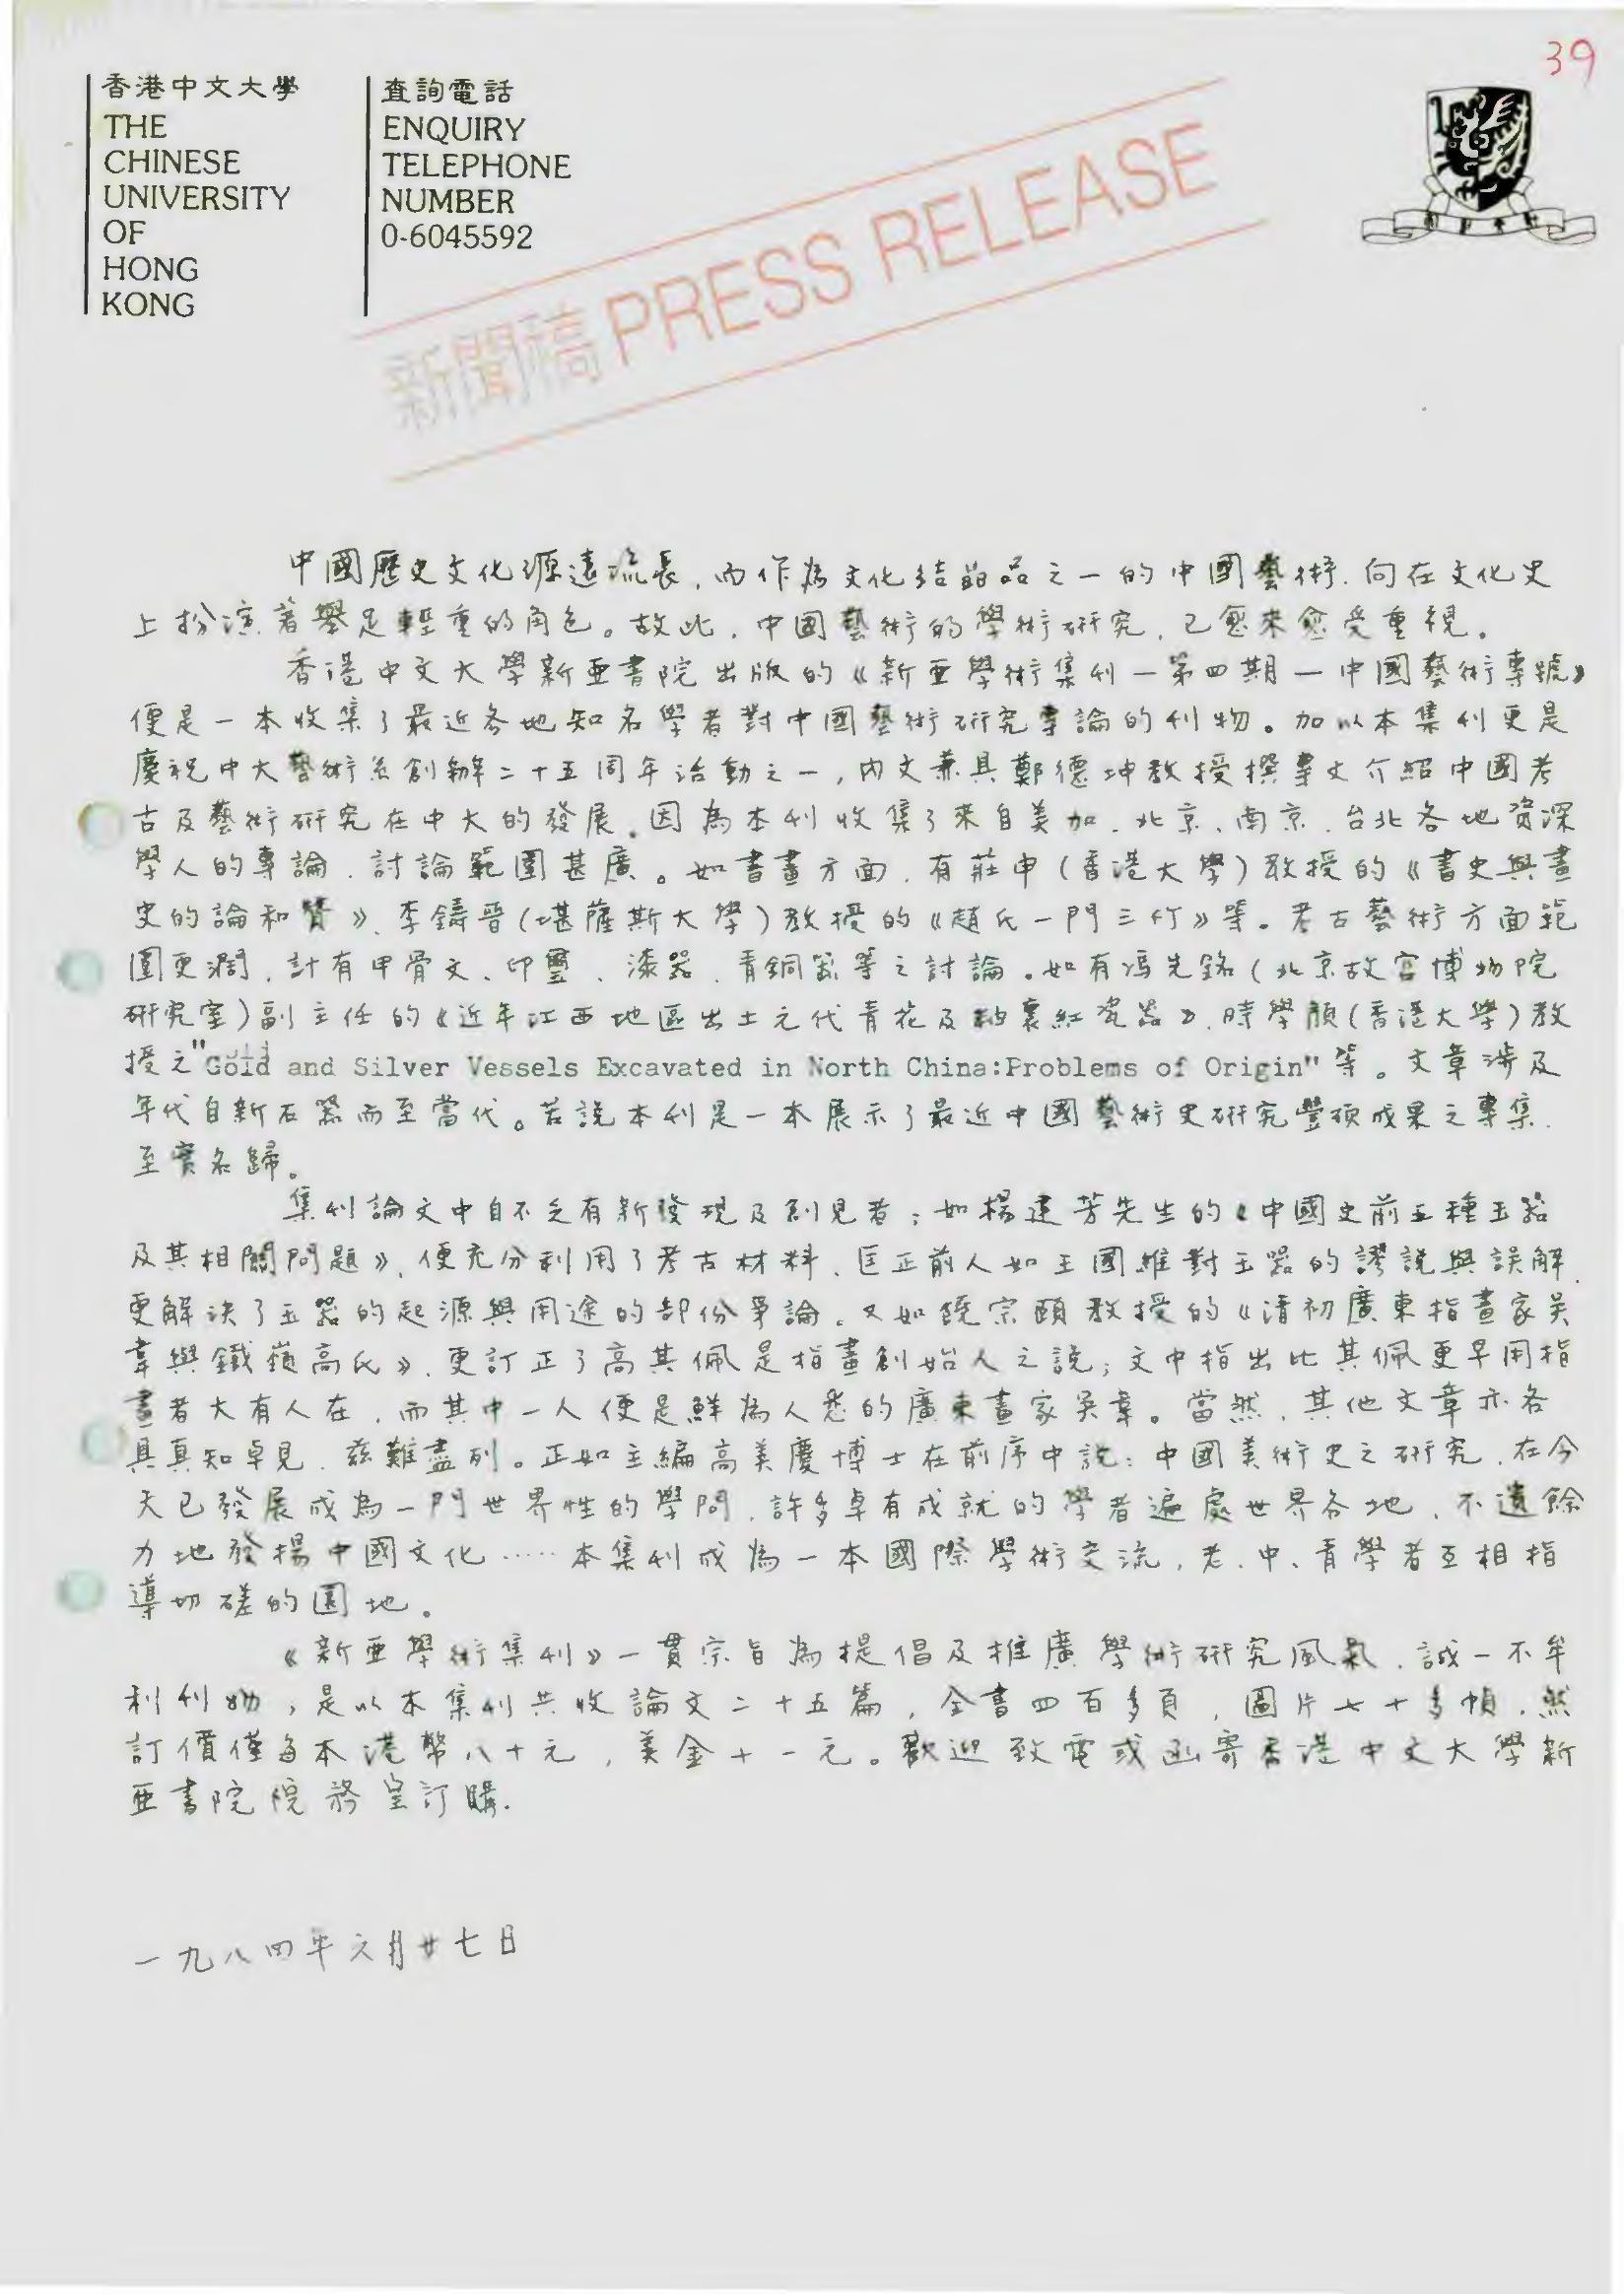 39
香港中文大學
THE
CHINESE
UNIVERSITY
OF
HONG
KONG
查詢電話
ENQUIRY
TELEPHONE
NUMBER
0-6045592
新聞稿 PRESS RELEASE
中國歷史文化源遠流長，而作為文化結晶品之一的中國藝術，向在文化史
上扮演著舉足輕重的角色。故此，中國藝術的學術研究，已愈來愈受重視。
香港中文大學新亞書院出版的《新亞學術集刊—第四期—中國藝術專號》
便是一本收集了最近各地知名學者對中國藝術研究專論的刊物。加以本集刊更是
慶祝中大藝術系創辦二十五周年活動之一，內文兼具鄭德坤教授撰專文介紹中國考
古及藝術研究在中大的發展。因為本刊收集了來自美加、北京、南京、台北各地資深
學人的專論，討論範圍甚廣。如書畫方面，有莊申（香港大學）教授的《書史與畫
史的論和贊》、李鑄晉（堪薩斯大學）教授的《趙氏一門三竹》等。考古藝術方面範
圍更濶，計有甲骨文、印璽、漆器、青銅器等之討論。如有馮先銘（北京故宮博物院
研究室）副主任的《近年江西地區出土元代青花及釉裏紅瓷器》，時學顏（香港大學）教
授之"Gold and Silver Vessels Excavated in North China:Problems of Origin"等。文章涉及
年代自新石器而至當代。若說本刊是一本展示了最近中國藝術史研究豐碩成果之專集，
至實名歸。
集刊論文中自不乏有新發現及創見者；如楊建芳先生的《中國史前五種玉器
及其相關問題》，便充分利用了考古材料，匡正前人如王國維對玉器的謬說與誤解，
更解決了玉器的起源與用途的部份爭論。又如饒宗頤教授的《清初廣東指畫家吳
韋與鐵嶺高氏》，更訂正了高其佩是指畫創始人之說；文中指出比其佩更早用指
畫者大有人在，而其中一人便是鮮為人悉的廣東畫家吳韋。當然，其他文章亦各
具真知卓見，茲難盡列。正如主編高美慶博士在前序中說：中國美術史之研究，在今
天已發展成為一門世界性的學問，許多卓有成就的學者遍處世界各地，不遺餘
力地發揚中國文化……本集刊成為一本國際學術交流，老、中、青學者互相指
導切磋的園地。
《新亞學術集刊》一貫宗旨為提倡及推廣學術研究風氣，誠一不牟
利刊物，是以本集刊共收論文二十五篇，全書四百多頁，圖片七十多幀，然
訂價僅每本港幣八十元，美金十一元。歡迎致電或函寄香港中文大學新
亞書院院務室訂購.
一九八四年六月廿七日